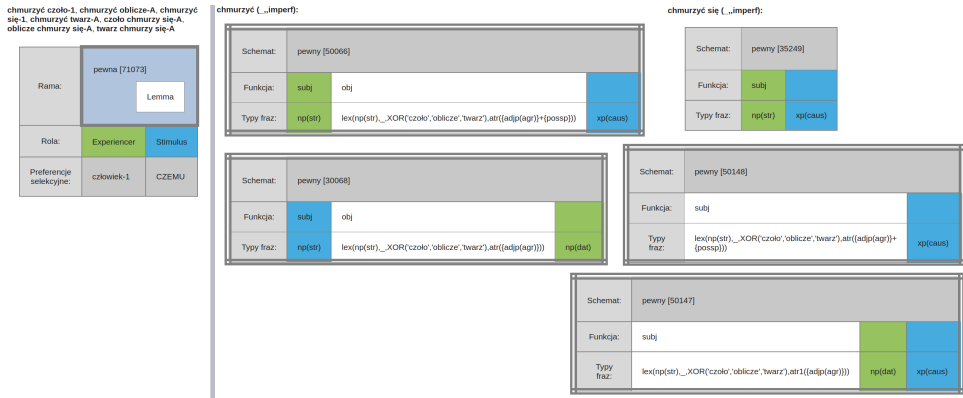 chmurzyć czoło-1, chmurzyć oblicze-A, chmurzyć
się-1, chmurzyć twarz-A, czoło chmurzy się-A,
oblicze chmurzy się-A, twarz chmurzy się-A
Rama: pewna [71073]
Lemma
Rola: Experiencer Stimulus
Preferencje selekcyjne: człowiek-1 CZEMU
chmurzyć (_,,imperf):
Schemat: pewny [50066]
Funkcja: subj obj
Typy fraz: np(str) lex(np(str),_,XOR('czoło','oblicze','twarz'),atr({adjp(agr)}+{possp})) xp(caus)
Schemat: pewny [30068]
Funkcja: subj obj
Typy fraz: np(str) lex(np(str),_,XOR('czoło','oblicze','twarz'),atr({adjp(agr)})) np(dat)
chmurzyć się (_,,imperf):
Schemat: pewny [35249]
Funkcja: subj
Typy fraz: np(str) xp(caus)
Schemat: pewny [50148]
Funkcja: subj
Typy fraz: lex(np(str),_,XOR('czoło','oblicze','twarz'),atr({adjp(agr)}+
{possp})) xp(caus)
Schemat: pewny [50147]
Funkcja: subj
Typy fraz: lex(np(str),_,XOR('czoło','oblicze','twarz'),atr1({adjp(agr)})) np(dat) xp(caus)